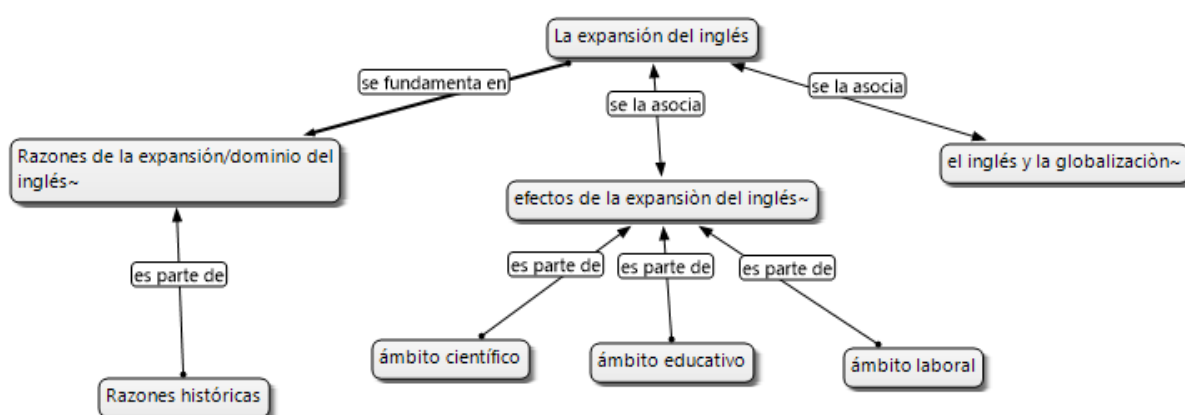 La expansión del inglés
se fundamenta en
se la asocia
se la asocia
Razones de la expansión/dominio del
inglés~
el inglés y la globalizaciòn~
efectos de la expansiòn del inglés~
es parte de
es parte de
es parte de
es parte de
ámbito científico
ámbito educativo
ámbito laboral
Razones históricas